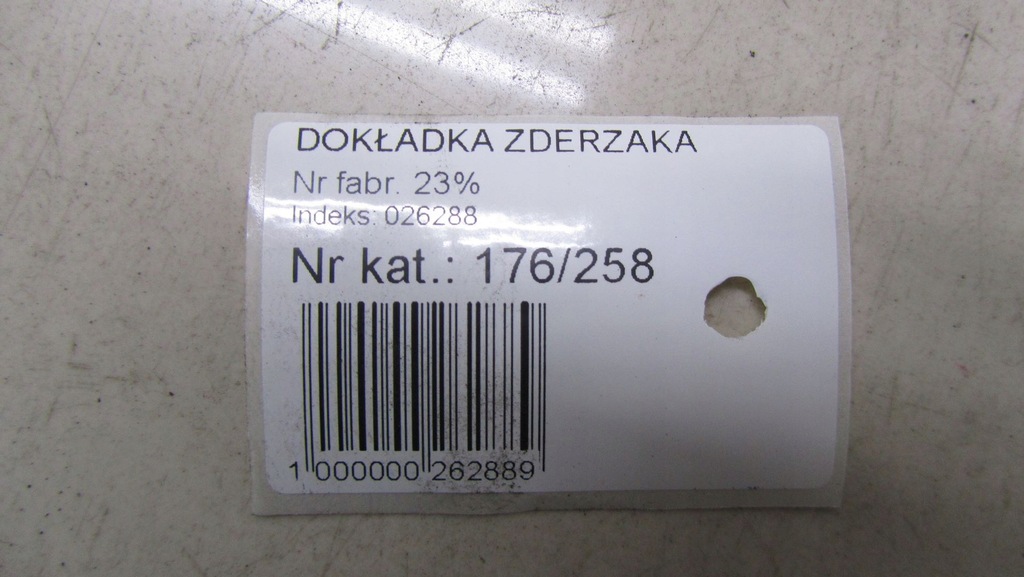 DOKŁADKA ZDERZAKA
Nr fabr. 23%
Indeks: 026288
Nr kat.: 176/258
1 000000 262889